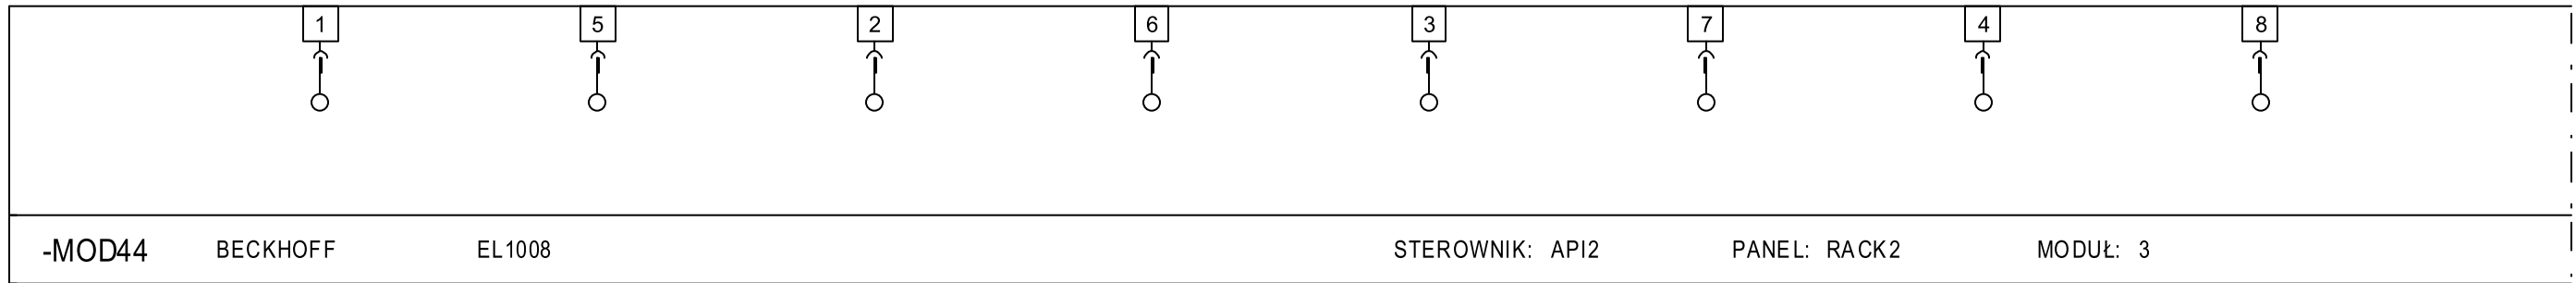 1 5 2 6 3 7 4 8
-MOD44 BECKHOFF EL1008 STEROWNIK: API2 PANEL: RACK2 MODUŁ: 3